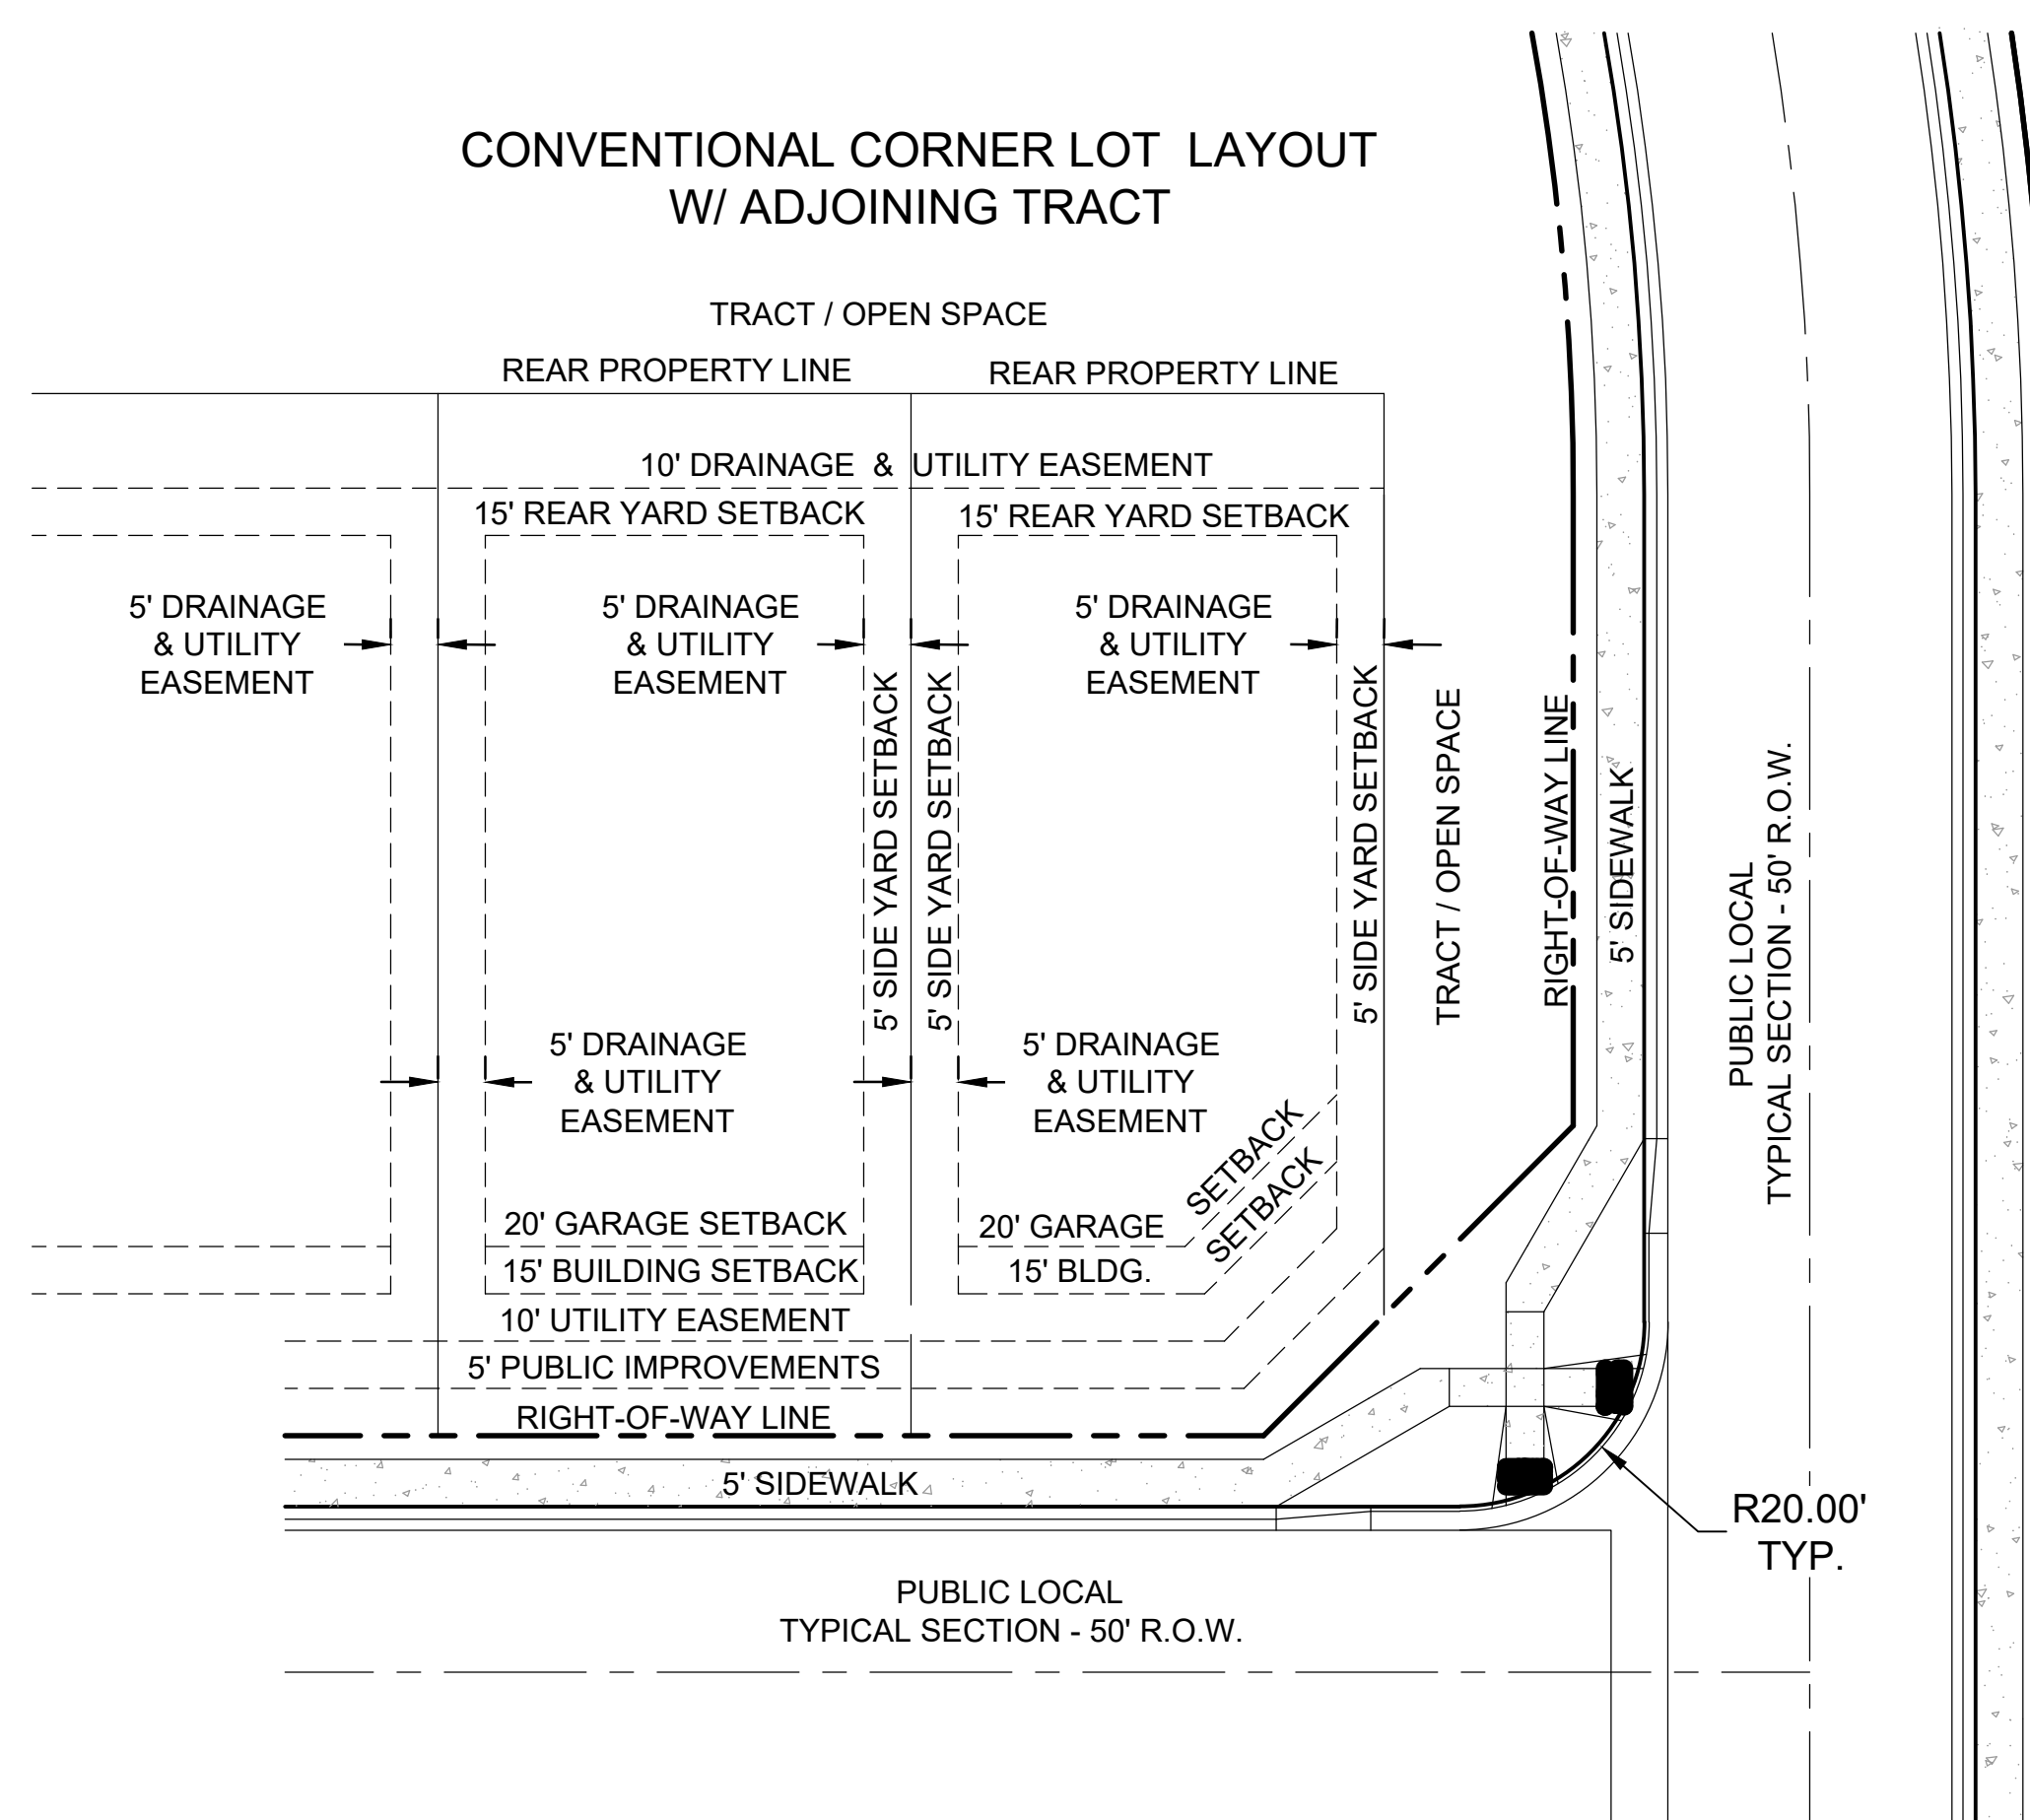 CONVENTIONAL CORNER LOT LAYOUT
W/ ADJOINING TRACT
TRACT / OPEN SPACE
REAR PROPERTY LINE
REAR PROPERTY LINE
10' DRAINAGE & UTILITY EASEMENT
15' REAR YARD SETBACK
15' REAR YARD SETBACK
5' DRAINAGE
& UTILITY
EASEMENT
5' DRAINAGE
& UTILITY
EASEMENT
5' DRAINAGE
& UTILITY
EASEMENT
5' SIDE YARD SETBACK
5' SIDE YARD SETBACK
5' SIDE YARD SETBACK
TRACT / OPEN SPACE
RIGHT-OF-WAY LINE
5' SIDEWALK
PUBLIC LOCAL
TYPICAL SECTION - 50' R.O.W.
5' DRAINAGE
& UTILITY
EASEMENT
5' DRAINAGE
& UTILITY
EASEMENT
20' GARAGE SETBACK
20' GARAGE
SETBACK
15' BUILDING SETBACK
15' BLDG.
SETBACK
10' UTILITY EASEMENT
5' PUBLIC IMPROVEMENTS
RIGHT-OF-WAY LINE
5' SIDEWALK
R20.00'
TYP.
PUBLIC LOCAL
TYPICAL SECTION - 50' R.O.W.